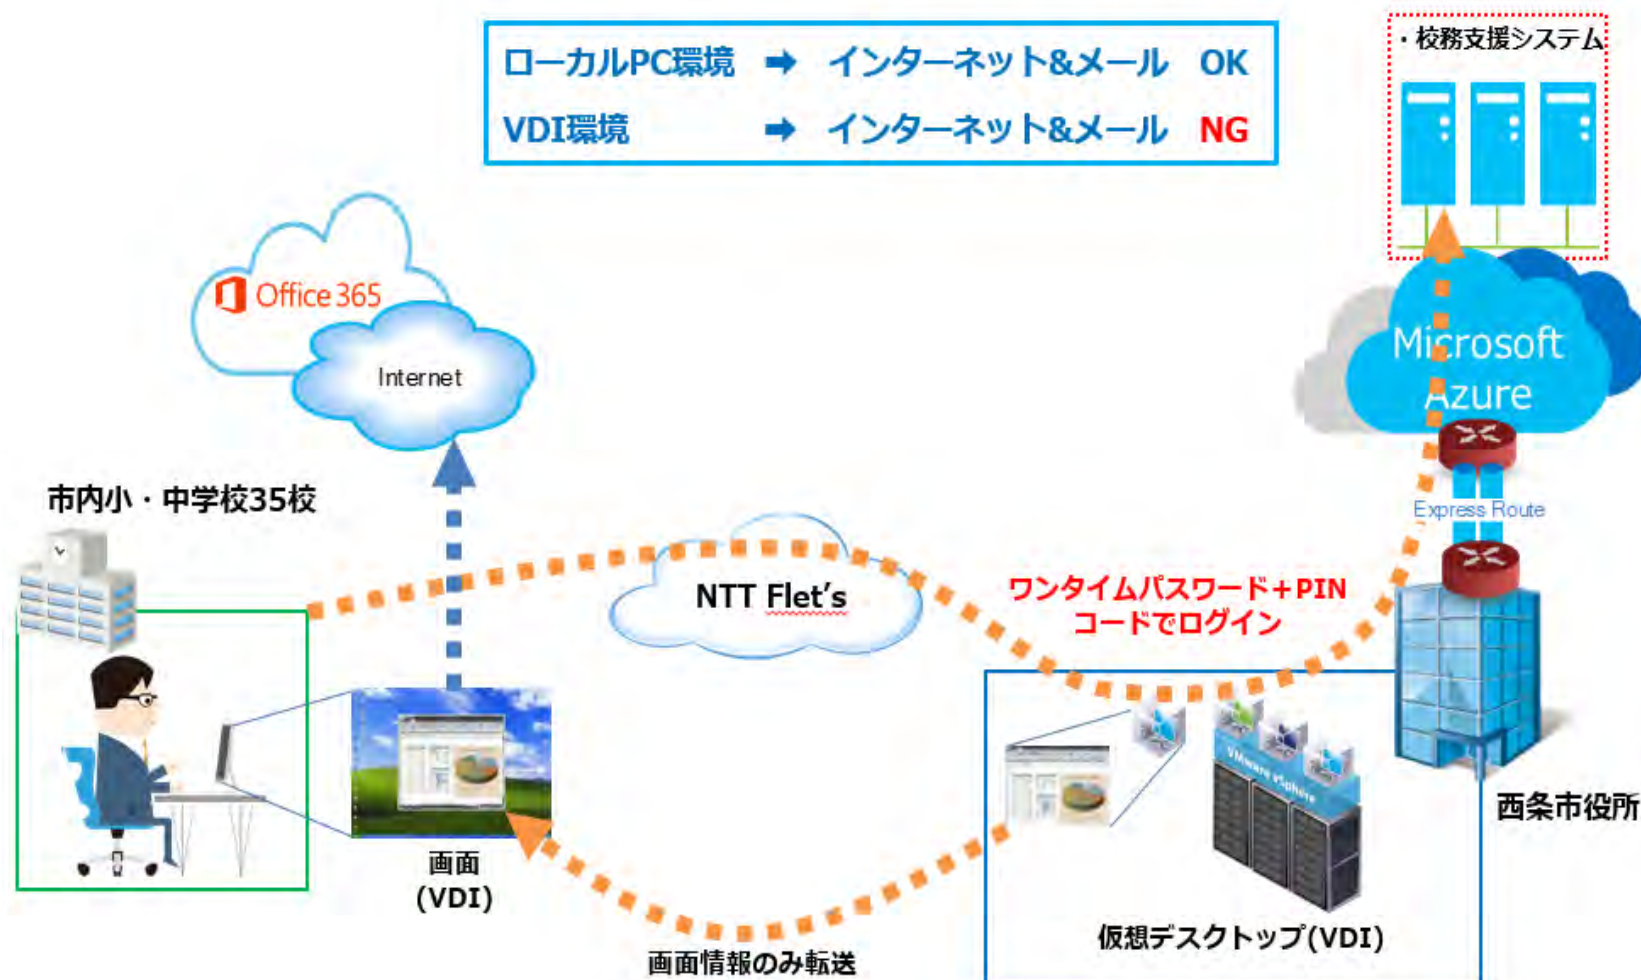 ローカルPC環境 ➡ インターネット&メール OK
VDI環境 ➡ インターネット&メール NG
・校務支援システム
Office 365
Internet
Microsoft
Azure
市内小・中学校35校
Express Route
NTT Flet's
ワンタイムパスワード+PIN
コードでログイン
VMware vSphere
西条市役所
画面
(VDI)
仮想デスクトップ(VDI)
画面情報のみ転送